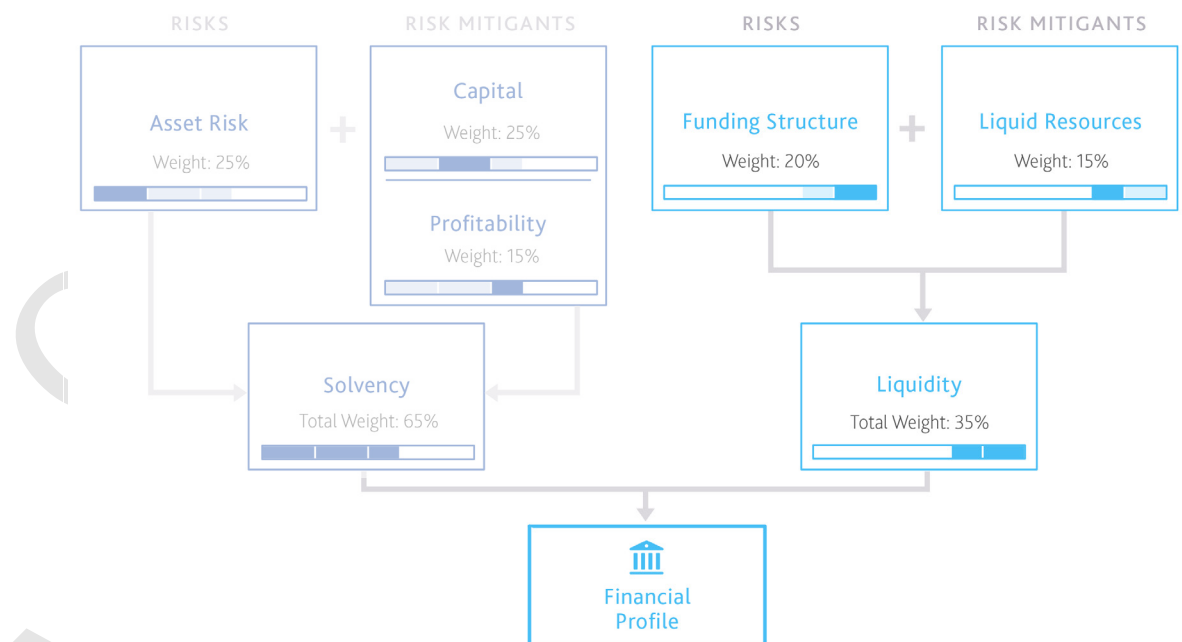 RISKS
RISK MITIGANTS
RISKS
RISK MITIGANTS
Asset Risk
Weight: 25%
Capital
Weight: 25%
Profitability
Weight: 15%
Funding Structure
Weight: 20%
Liquid Resources
Weight: 15%
Solvency
Total Weight: 65%
Liquidity
Total Weight: 35%
Financial
Profile